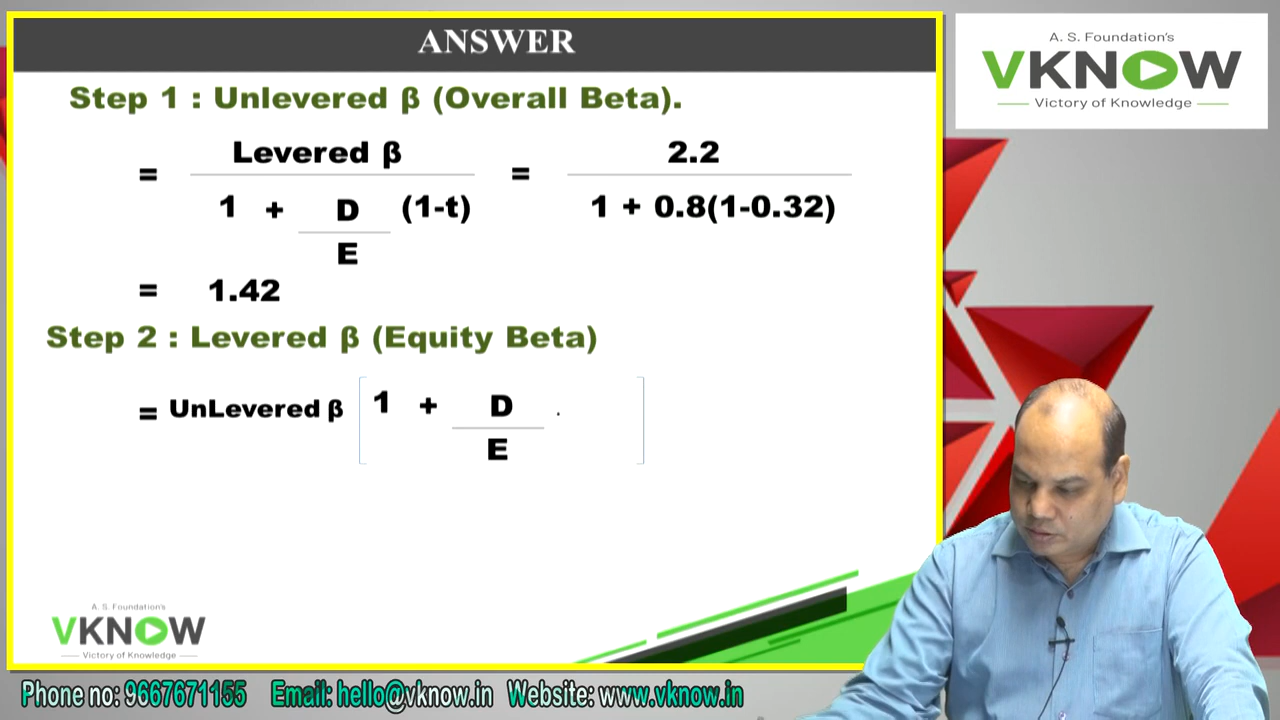 ANSWER
A. S. Foundation's
VKNOW
Victory of Knowledge
Step 1 : Unlevered β (Overall Beta).
= Levered β = 2.2
1 + D (1-t) 1 + 0.8(1-0.32)
E
= 1.42
Step 2 : Levered β (Equity Beta)
= UnLevered β [ 1 + D . ]
E
A. S. Foundation's
VKNOW
Victory of Knowledge
Phone no: 9667671155 Email: hello@vknow.in Website: www.vknow.in